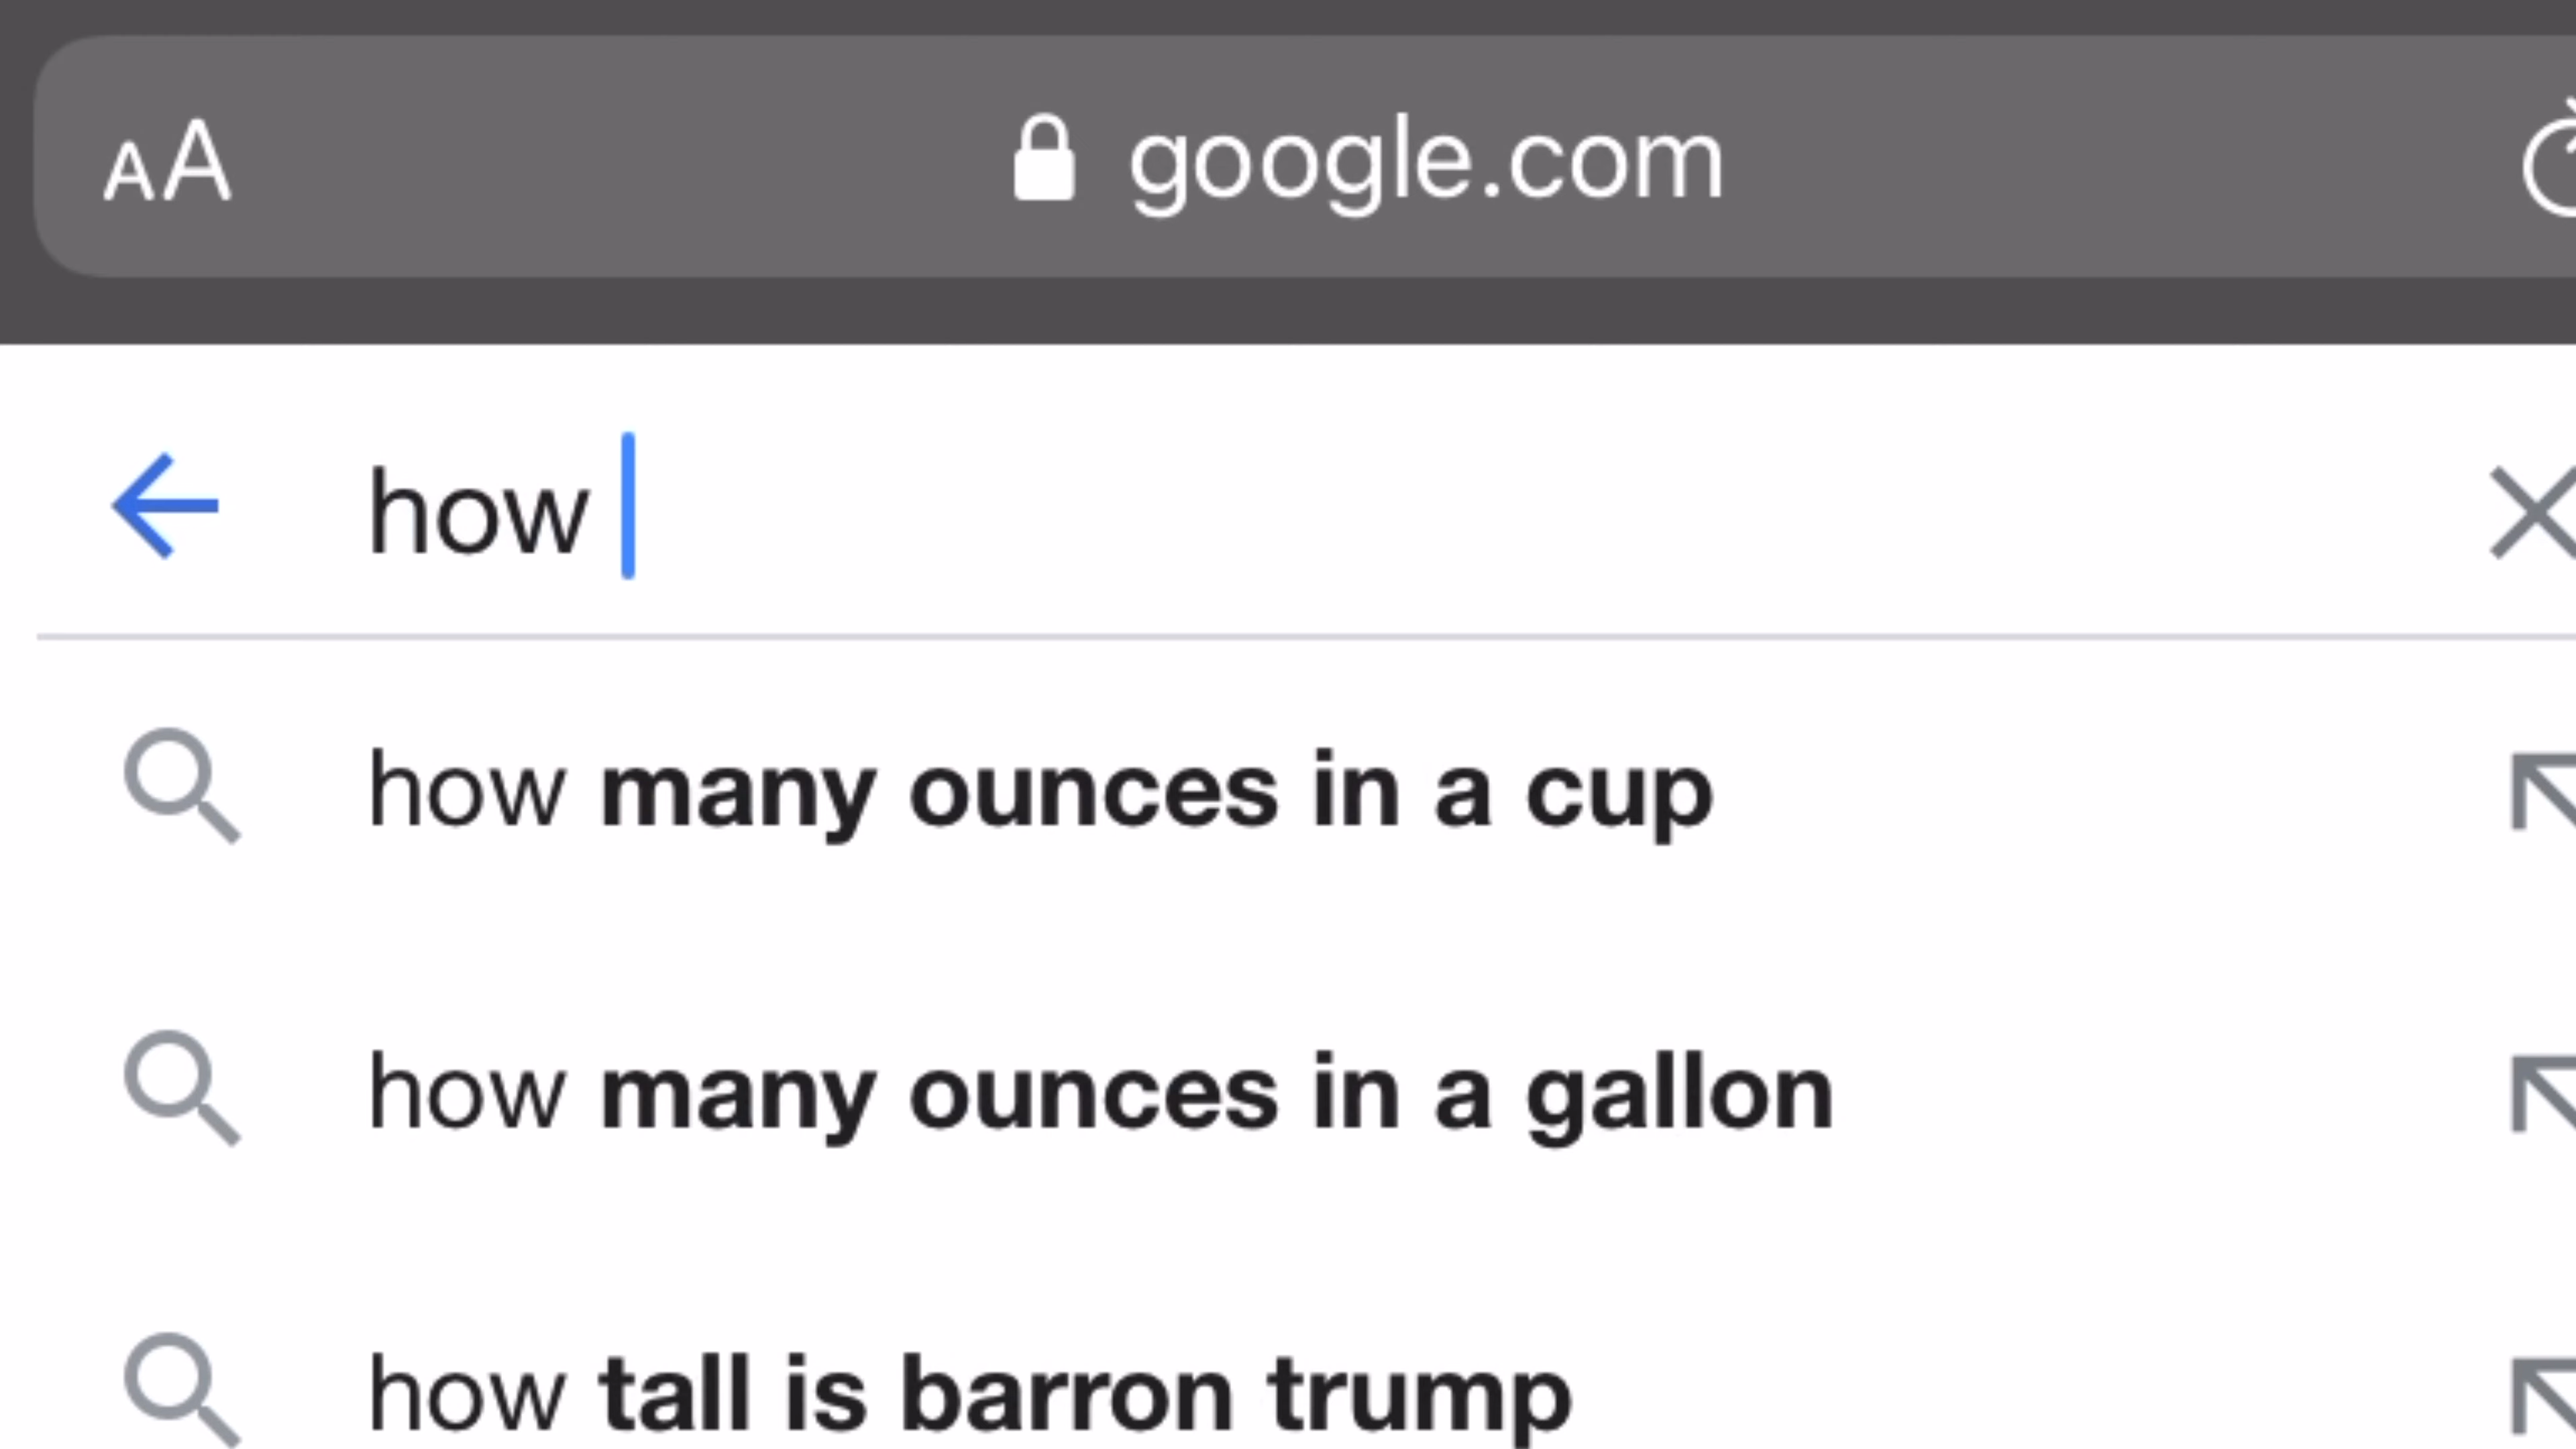 AA google.com
how
how many ounces in a cup
how many ounces in a gallon
how tall is barron trump